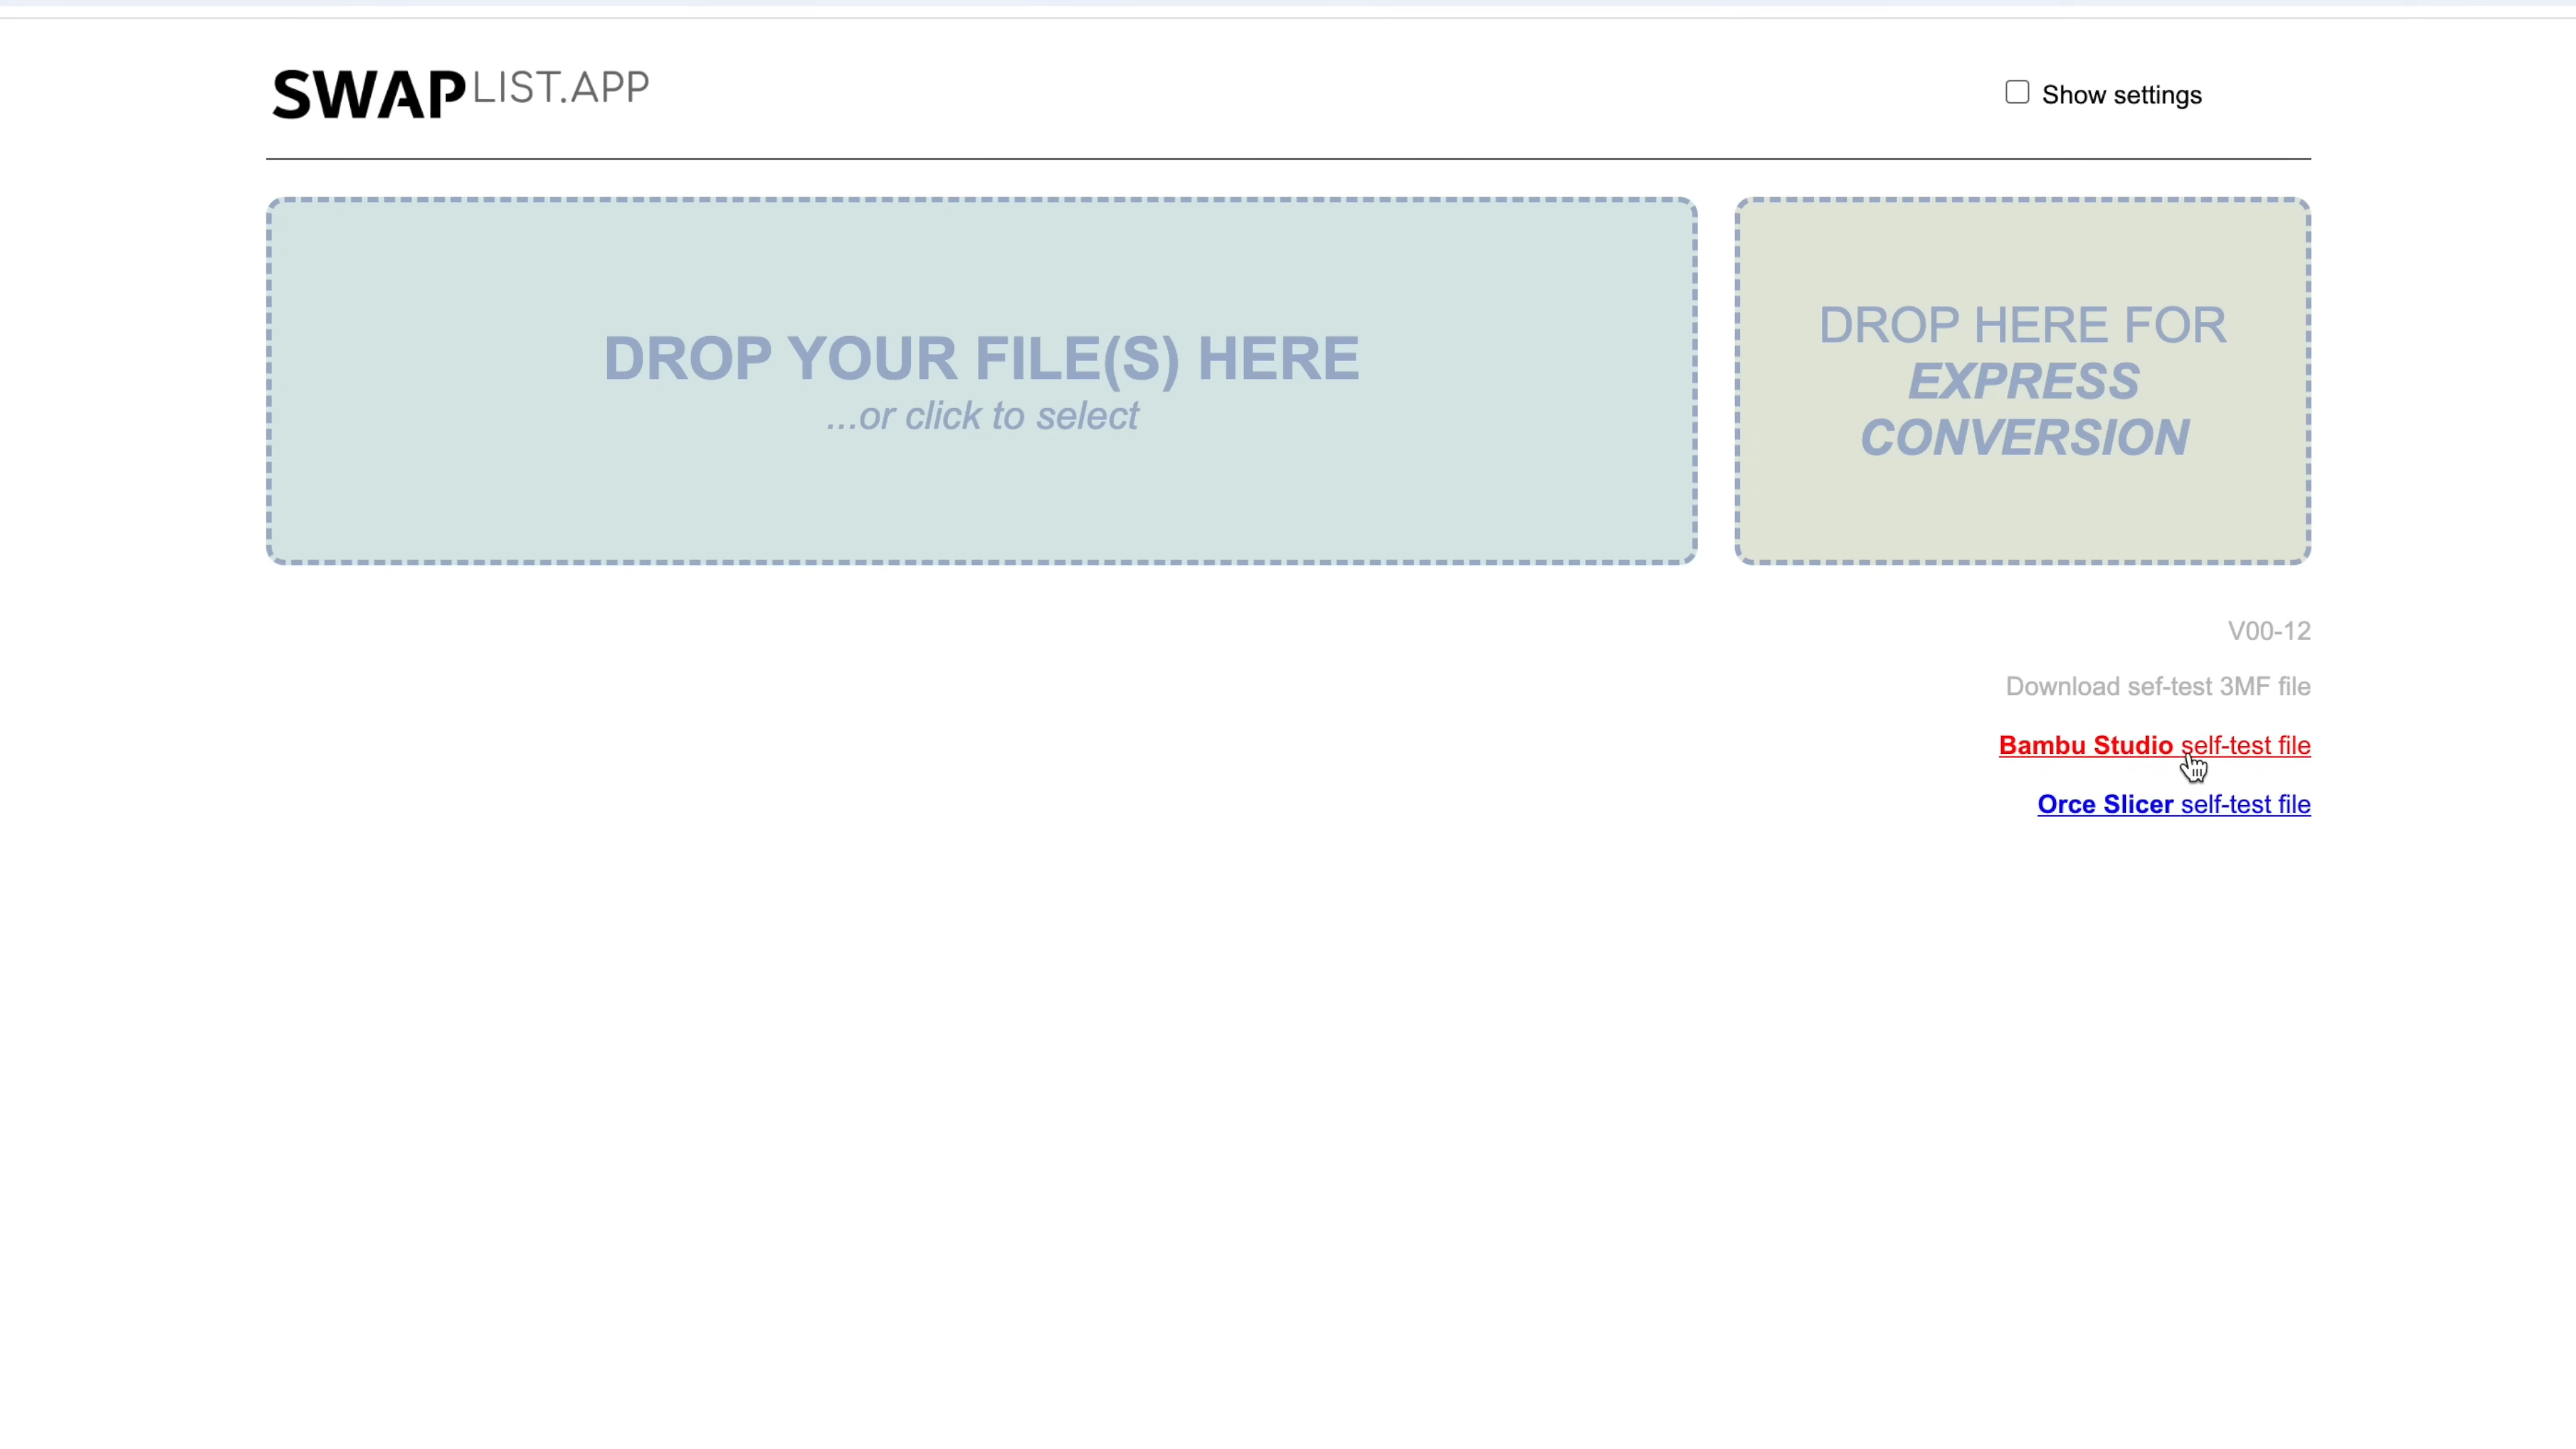 SWAPLIST.APP
Show settings
DROP YOUR FILE(S) HERE
...or click to select
DROP HERE FOR
EXPRESS
CONVERSION
V00-12
Download sef-test 3MF file
Bambu Studio self-test file
Orce Slicer self-test file